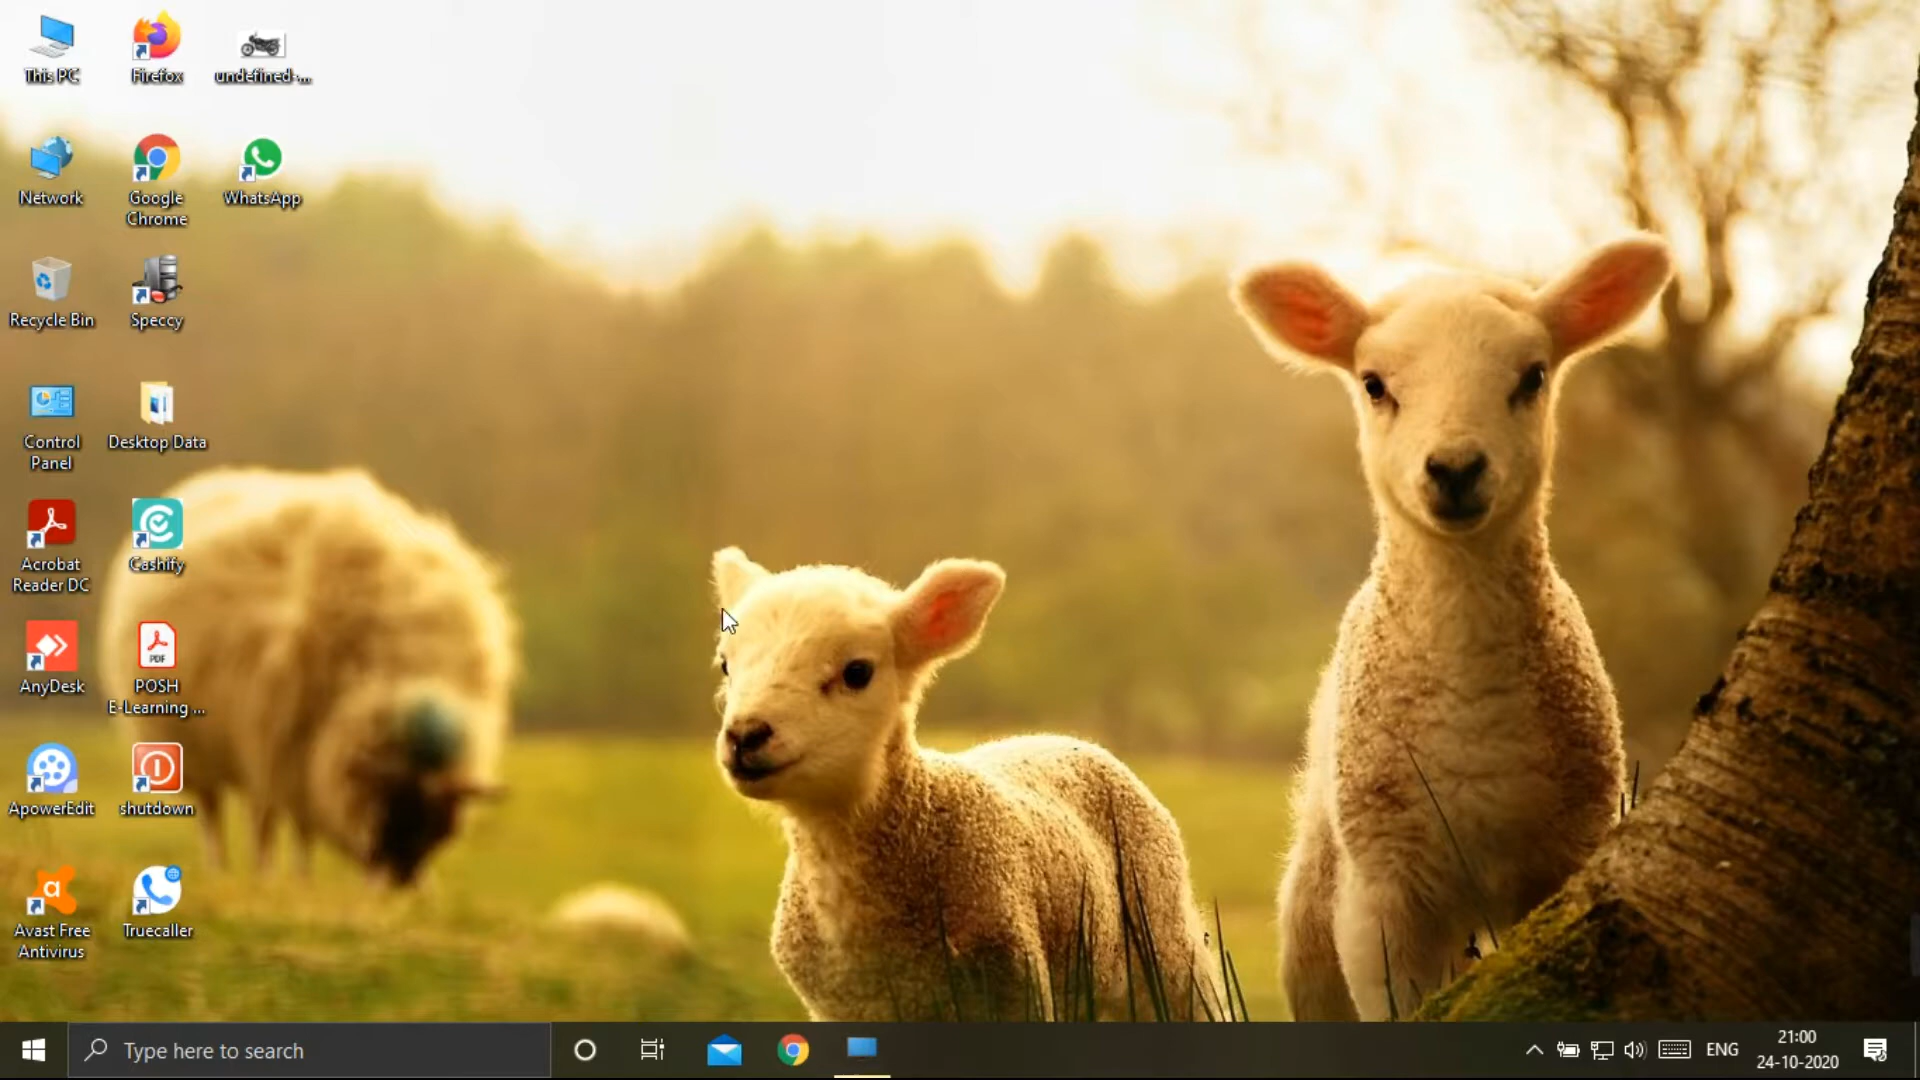 This PC
Firefox
undefined-...
Network
Google
Chrome
WhatsApp
Recycle Bin
Speccy
Control
Panel
Desktop Data
Acrobat
Reader DC
Cashify
AnyDesk
POSH
E-Learning ...
PDF
ApowerEdit
shutdown
Avast Free
Antivirus
Truecaller
Type here to search
ENG
21:00
24-10-2020